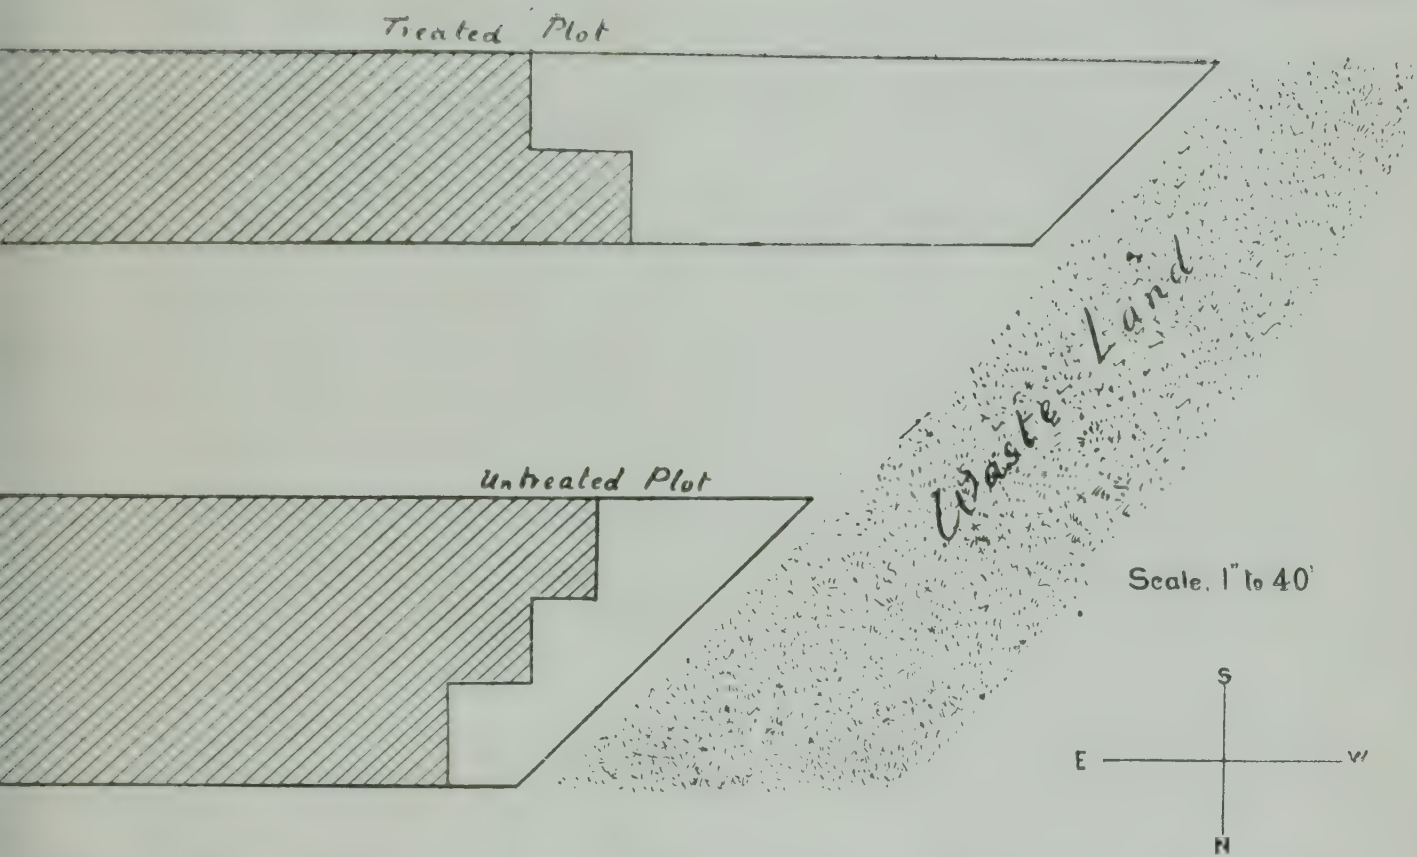 Treated Plot
Untreated Plot
Waste Land
Scale, 1" to 40'
S
E W
N